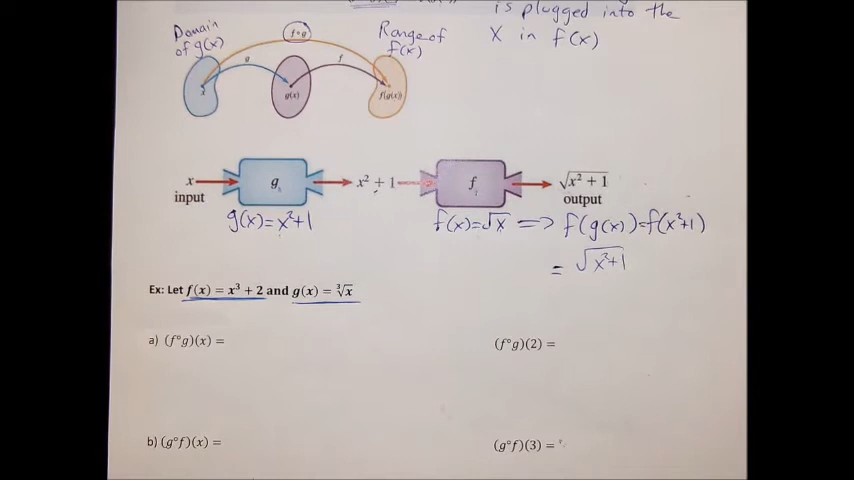 is plugged into the
X in f(x)
Domain of g(x)
f∘g
Range of f(x)
g
f
x
g(x)
f(g(x))
x
input
g
x² + 1
f
√x² + 1
output
g(x)=x²+1
f(x)=√x ⟹ f(g(x))=f(x²+1)
= √x²+1
Ex: Let f(x) = x³ + 2 and g(x) = ∛x
a) (f°g)(x) =
(f°g)(2) =
b) (g°f)(x) =
(g°f)(3) =